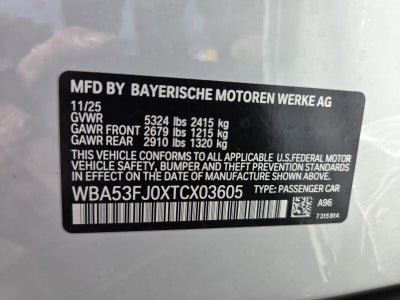 MFD BY BAYERISCHE MOTOREN WERKE AG
11/25
GVWR 5324 lbs 2415 kg
GAWR FRONT 2679 lbs 1215 kg
GAWR REAR 2910 lbs 1320 kg
THIS VEHICLE CONFORMS TO ALL APPLICABLE
U.S. FEDERAL MOTOR VEHICLE
SAFETY, BUMPER, AND THEFT
PREVENTION STANDARDS IN EFFECT
ON THE DATE OF MANUFACTURE
SHOWN ABOVE.
WBA53FJ0XTCX03605 TYPE: PASSENGER CAR
A96
7 315 814